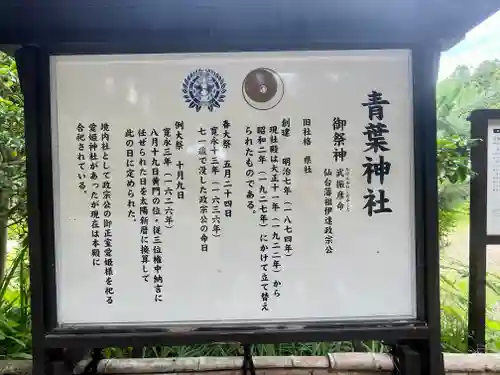 青葉神社
御祭神 武振彦命
仙台藩祖伊達政宗公
旧社格 県社
創建 明治七年（一八七四年）
現社殿は大正十一年（一九二二年）から
昭和二年（一九二七年）にかけて立て替え
られたものである。
春大祭 五月二十四日
寛永十三年（一六三六年）
七一歳で没した政宗公の命日
例大祭 十月九日
寛永三年（一六二六年）
八月十九日黄門の位・従三位権中納言に
任ぜられた日を太陽新暦に換算して
此の日に定められた。
境内社として政宗公の御正室愛姫様を祀る
愛姫神社があったが現在は本殿に
合祀されている。